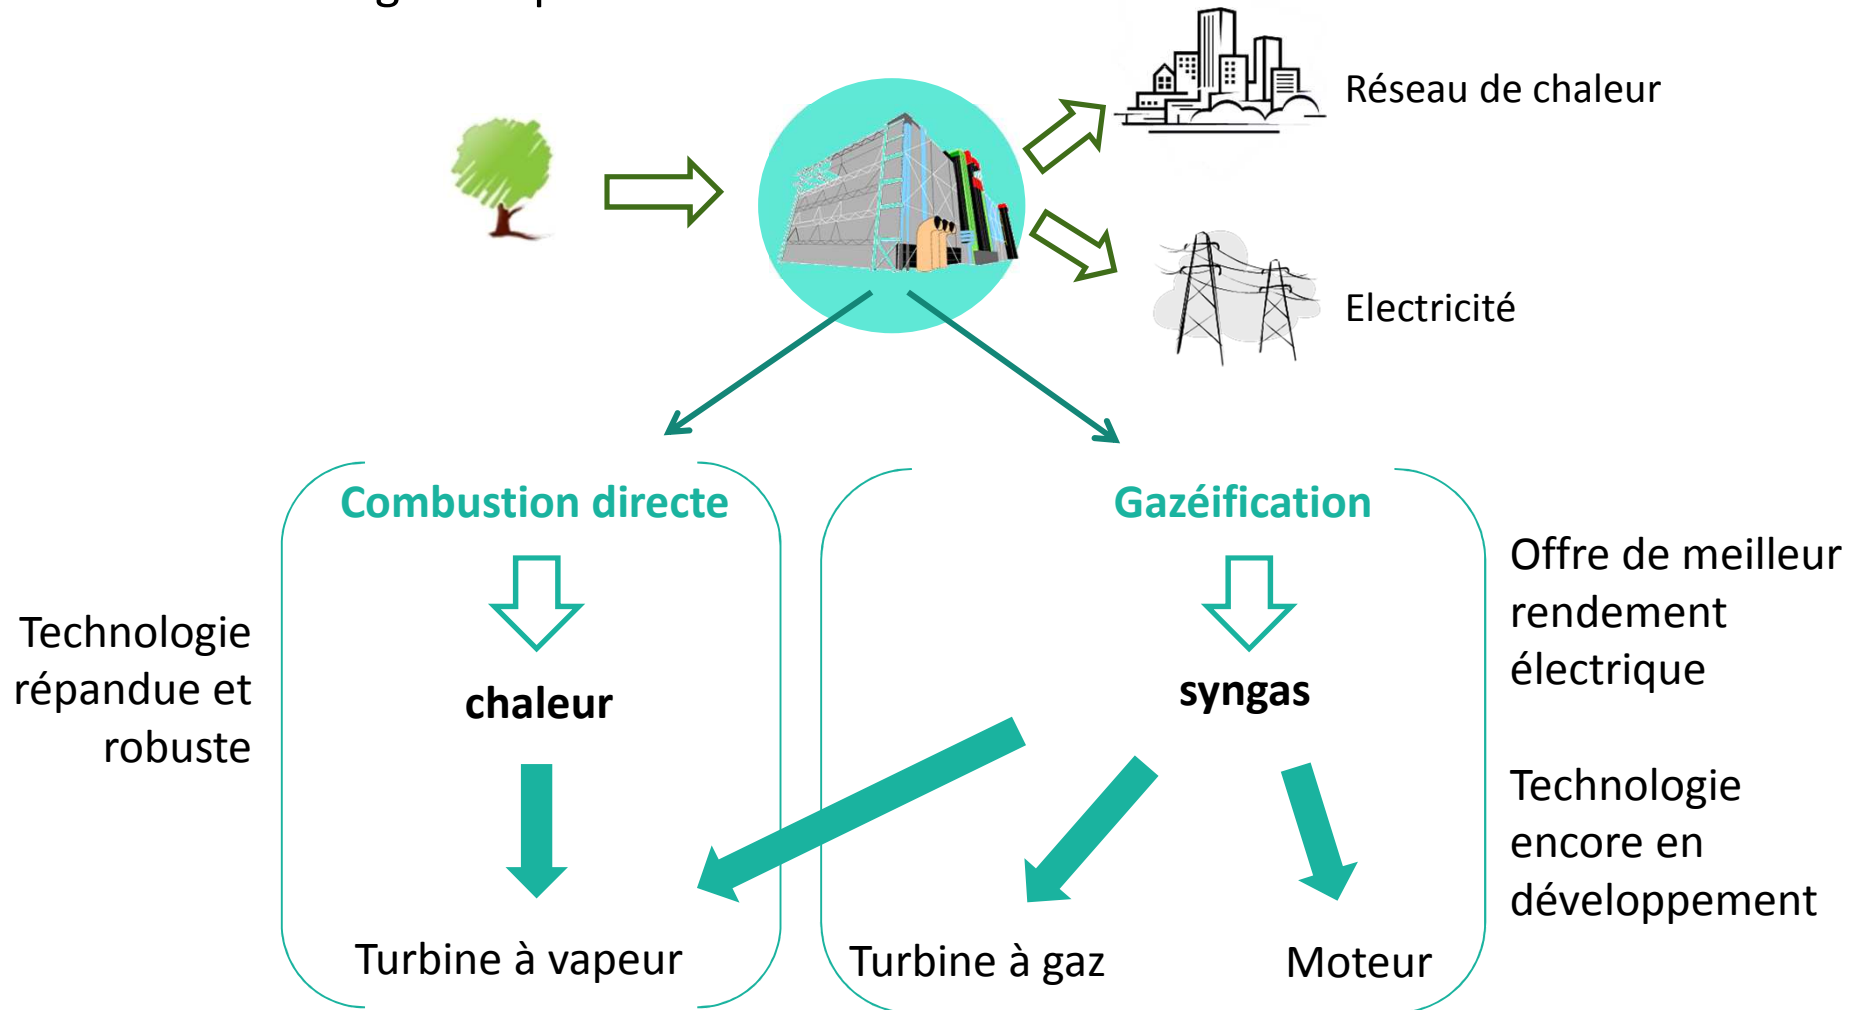 Réseau de chaleur
Electricité
Combustion directe
Gazéification
Technologie
répandue et
robuste
chaleur
syngas
Offre de meilleur
rendement
électrique
Technologie
encore en
développement
Turbine à vapeur
Turbine à gaz
Moteur